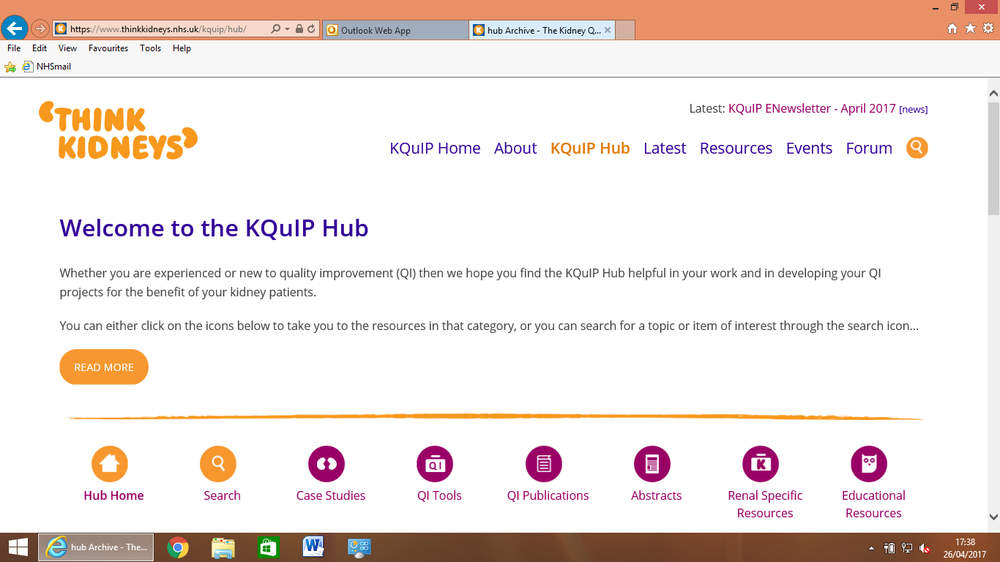 https://www.thinkkidneys.nhs.uk/kquip/hub/
Outlook Web App
hub Archive - The Kidney Q...
File Edit View Favourites Tools Help
NHSmail
THINK
KIDNEYS
Latest: KQuIP ENewsletter - April 2017 [news]
KQuIP Home About KQuIP Hub Latest Resources Events Forum
Welcome to the KQuIP Hub
Whether you are experienced or new to quality improvement (QI) then we hope you find the KQuIP Hub helpful in your work and in developing your QI
projects for the benefit of your kidney patients.
You can either click on the icons below to take you to the resources in that category, or you can search for a topic or item of interest through the search icon...
READ MORE
QI
K
Hub Home Search Case Studies QI Tools QI Publications Abstracts Renal Specific Educational
Resources Resources
hub Archive - The...
17:38
26/04/2017